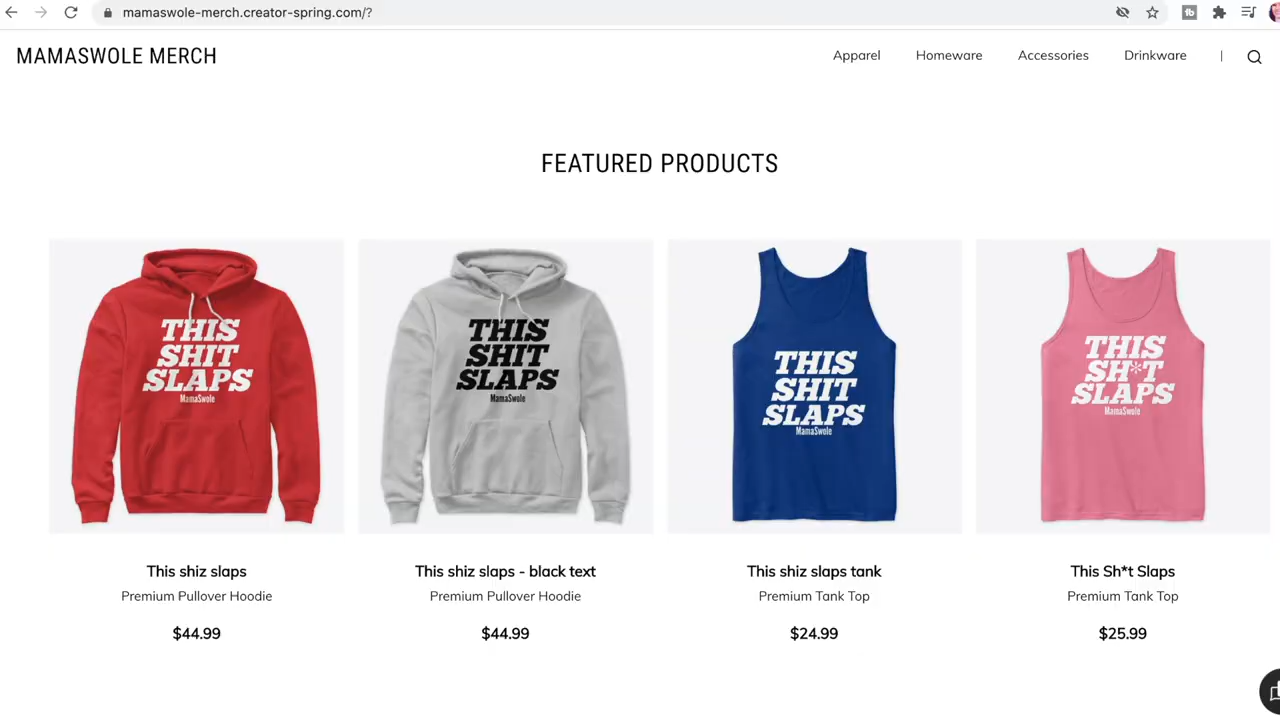 mamaswole-merch.creator-spring.com/?
MAMASWOLE MERCH
Apparel
Homeware
Accessories
Drinkware
|
FEATURED PRODUCTS
THIS
SHIT
SLAPS
MamaSwole
THIS
SHIT
SLAPS
MamaSwole
THIS
SHIT
SLAPS
MamaSwole
THIS
SH*T
SLAPS
MamaSwole
This shiz slaps
Premium Pullover Hoodie
$44.99
This shiz slaps - black text
Premium Pullover Hoodie
$44.99
This shiz slaps tank
Premium Tank Top
$24.99
This Sh*t Slaps
Premium Tank Top
$25.99